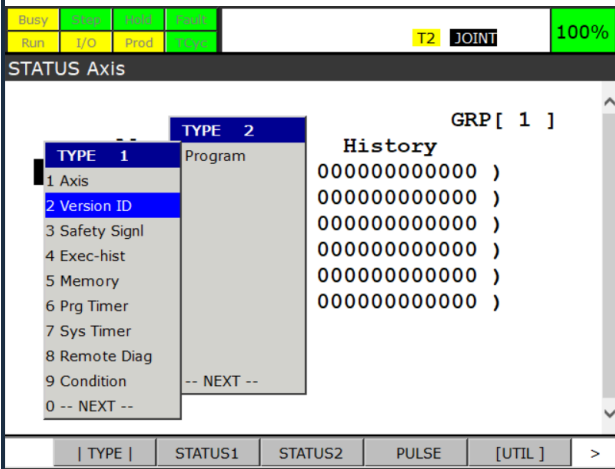 Busy Step Hold Fault
Run I/O Prod TCyc
T2 JOINT
100%
STATUS Axis
GRP[ 1 ]
History
000000000000 )
000000000000 )
000000000000 )
000000000000 )
000000000000 )
000000000000 )
TYPE 1
1 Axis
2 Version ID
3 Safety Signl
4 Exec-hist
5 Memory
6 Prg Timer
7 Sys Timer
8 Remote Diag
9 Condition
0 -- NEXT --
TYPE 2
Program
-- NEXT --
| TYPE | STATUS1 STATUS2 PULSE [UTIL ] >